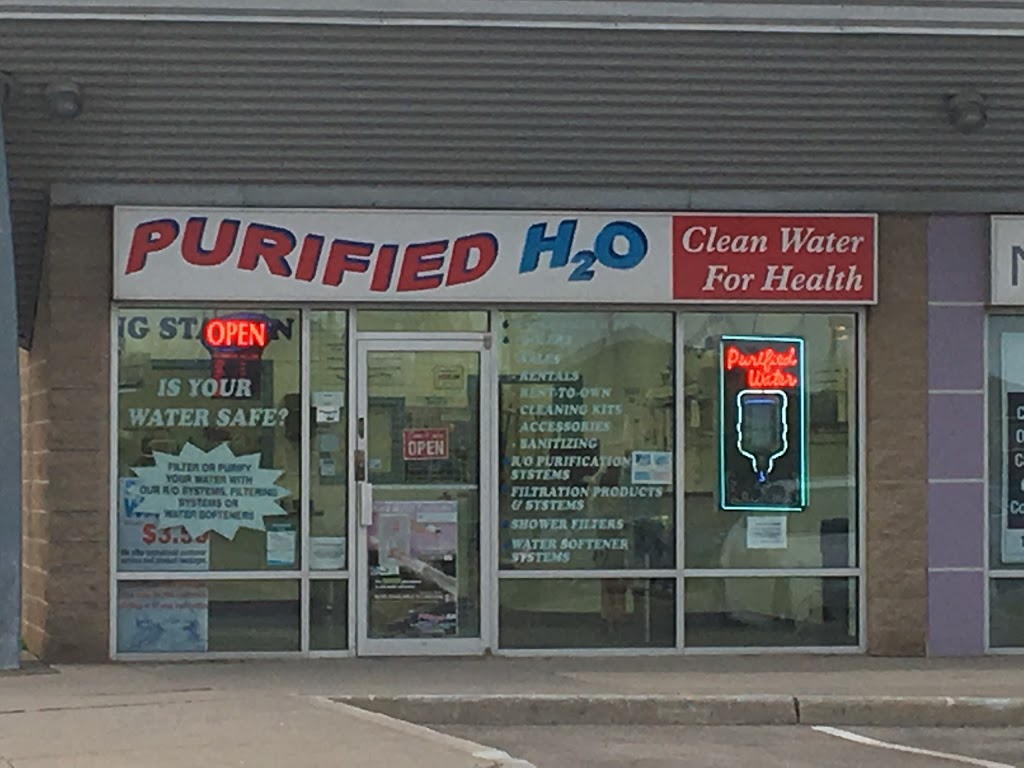 PURIFIED H2O
Clean Water
For Health
OPEN
IS YOUR
WATER SAFE?
FILTER OR PURIFY
YOUR WATER WITH
OUR R/O SYSTEMS, FILTERING
SYSTEMS OR
WATER SOFTENERS
OPEN
SALES
- RENTALS
- RENT-TO-OWN
- CLEANING KITS
ACCESSORIES
- SANITIZING
R/O PURIFICATION
SYSTEMS
FILTRATION PRODUCTS
& SYSTEMS
SHOWER FILTERS
WATER SOFTENER
SYSTEMS
Purified
Water